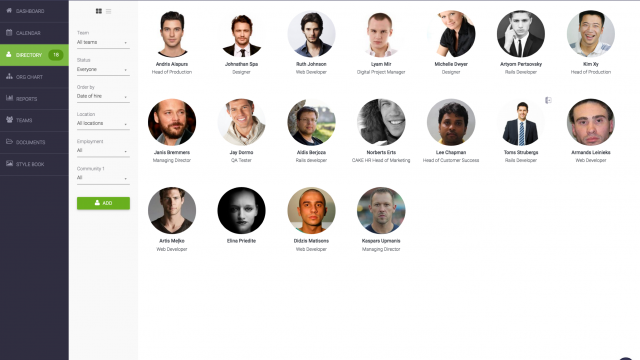 DASHBOARD
CALENDAR
DIRECTORY
18
ORG CHART
REPORTS
TEAMS
DOCUMENTS
STYLE BOOK
Team
All teams
Status
Everyone
Order by
Date of hire
Location
All locations
Employment
All
Community 1
All
ADD
Andris Alapurs
Head of Production
Johnathan Spa
Designer
Ruth Johnson
Web Developer
Lyam Mir
Digital Project Manager
Michelle Dwyer
Designer
Artyom Pertsovsky
Rails Developer
Kim Xy
Head of Production
Janis Bremmers
Managing Director
Jay Dormo
QA Tester
Aldis Berjoza
Rails developer
Norberts Erts
CAKE HR Head of Marketing
Lee Chapman
Head of Customer Success
Toms Strubergs
Rails Developer
Armands Leinieks
Web Developer
Artis Mejko
Web Developer
Elina Priedite
Didzis Matisens
Web Developer
Kaspars Upmanis
Managing Director